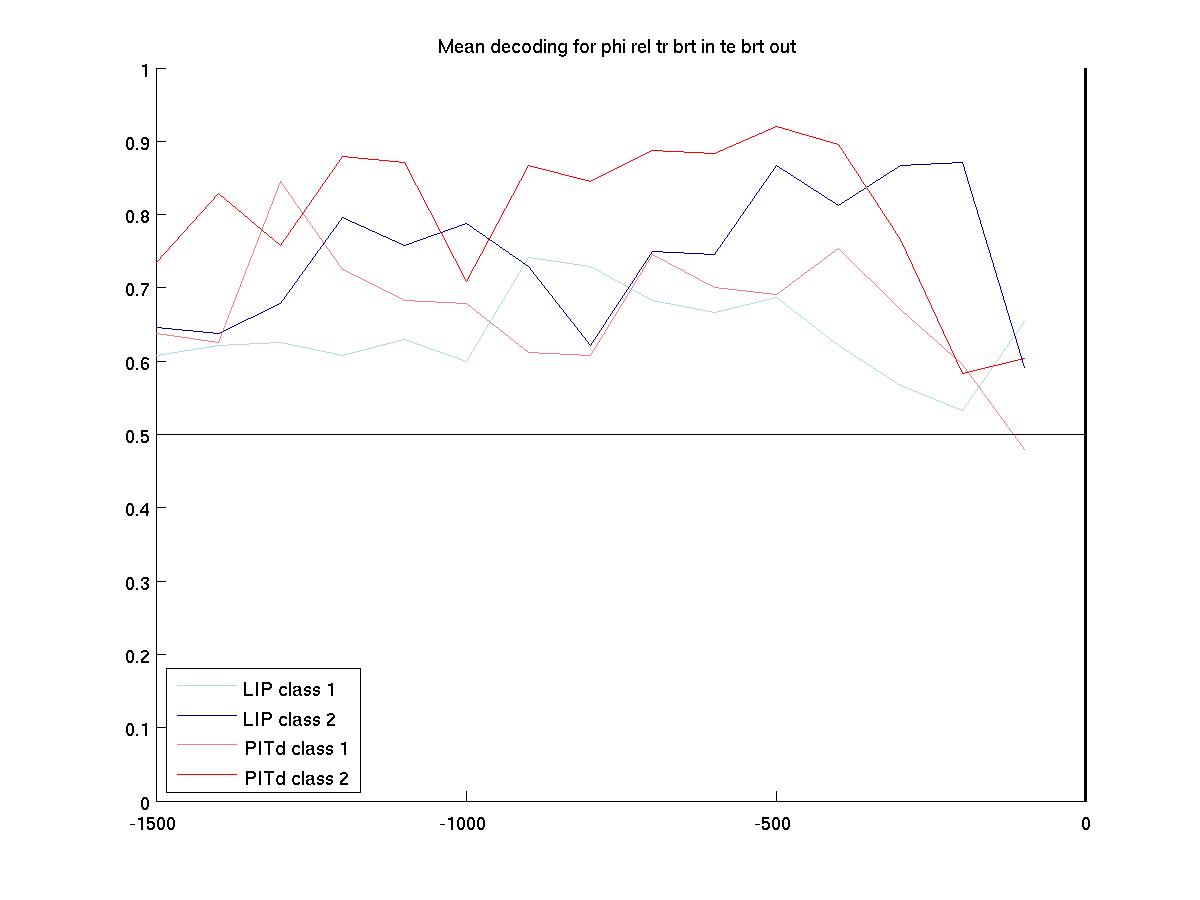 Mean decoding for phi rel tr brt in te brt out
1
0.9
0.8
0.7
0.6
0.5
0.4
0.3
0.2
0.1
0
LIP class 1
LIP class 2
PITd class 1
PITd class 2
-1500 -1000 -500 0